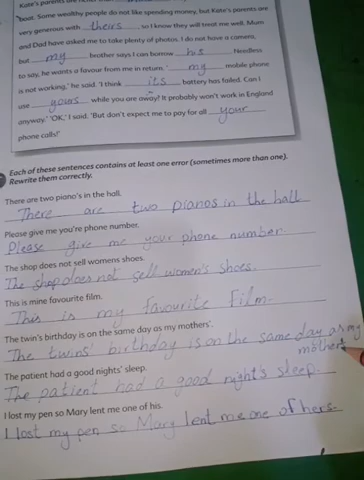 Kate's parents are
boat. Some wealthy people do not like spending money, but Kate's parents are
very generous with theirs, so I know they will treat me well. Mum
and Dad have asked me to take plenty of photos. I do not have a camera,
but my brother says I can borrow his. Needless
to say, he wants a favour from me in return. 'my mobile phone
is not working,' he said. 'I think its battery has failed. Can I
use yours while you are away? It probably won't work in England
anyway.' 'OK,' I said. 'But don't expect me to pay for all your
phone calls!'
Each of these sentences contains at least one error (sometimes more than one).
Rewrite them correctly.
There are two piano's in the hall.
There are two pianos in the hall
Please give me you're phone number.
Please give me your phone number.
The shop does not sell womens shoes.
The shop does not sell women's shoes.
This is mine favourite film.
This is my favourite Film.
The twin's birthday is on the same day as my mothers'.
The twins' birthday is on the same day as my
mother's
The patient had a good nights' sleep.
The patient had a good night's sleep.
I lost my pen so Mary lent me one of his.
I lost my pen so Mary lent me one of hers.